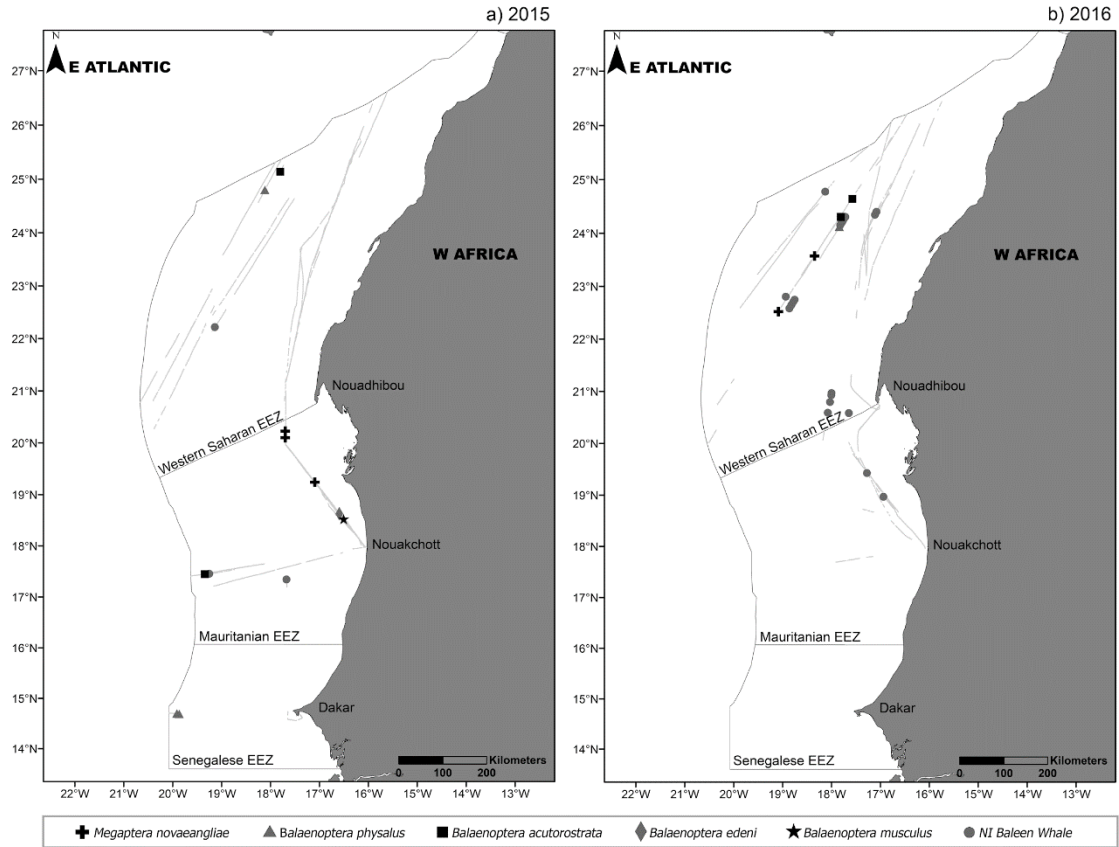 a) 2015
N
E ATLANTIC
27°N
26°N
25°N
24°N
23°N
22°N
21°N
20°N
19°N
18°N
17°N
16°N
15°N
14°N
W AFRICA
Nouadhibou
Western Saharan EEZ
Nouakchott
Mauritanian EEZ
Dakar
Senegalese EEZ
0 100 200 Kilometers
22°W 21°W 20°W 19°W 18°W 17°W 16°W 15°W 14°W 13°W
b) 2016
N
E ATLANTIC
27°N
26°N
25°N
24°N
23°N
22°N
21°N
20°N
19°N
18°N
17°N
16°N
15°N
14°N
W AFRICA
Nouadhibou
Western Saharan EEZ
Nouakchott
Mauritanian EEZ
Dakar
Senegalese EEZ
0 100 200 Kilometers
22°W 21°W 20°W 19°W 18°W 17°W 16°W 15°W 14°W 13°W
Megaptera novaeangliae Balaenoptera physalus Balaenoptera acutorostrata Balaenoptera edeni Balaenoptera musculus NI Baleen Whale